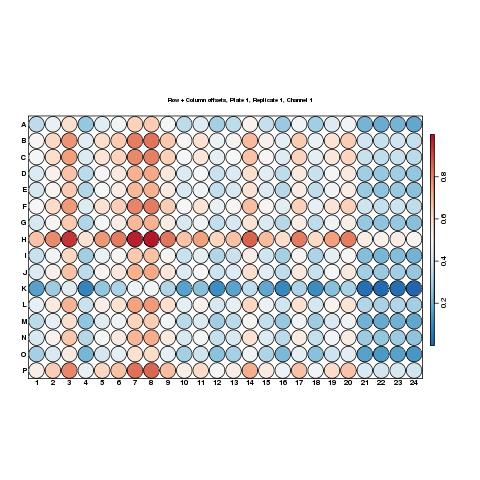 Row + Column offsets, Plate 1, Replicate 1, Channel 1
A
B
C
D
E
F
G
H
I
J
K
L
M
N
O
P
1 2 3 4 5 6 7 8 9 10 11 12 13 14 15 16 17 18 19 20 21 22 23 24
0.8
0.6
0.4
0.2